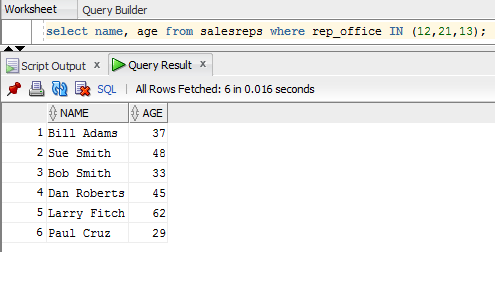 Worksheet Query Builder
select name, age from salesreps where rep_office IN (12,21,13);
Script Output x Query Result x
SQL | All Rows Fetched: 6 in 0.016 seconds
NAME AGE
1 Bill Adams 37
2 Sue Smith 48
3 Bob Smith 33
4 Dan Roberts 45
5 Larry Fitch 62
6 Paul Cruz 29